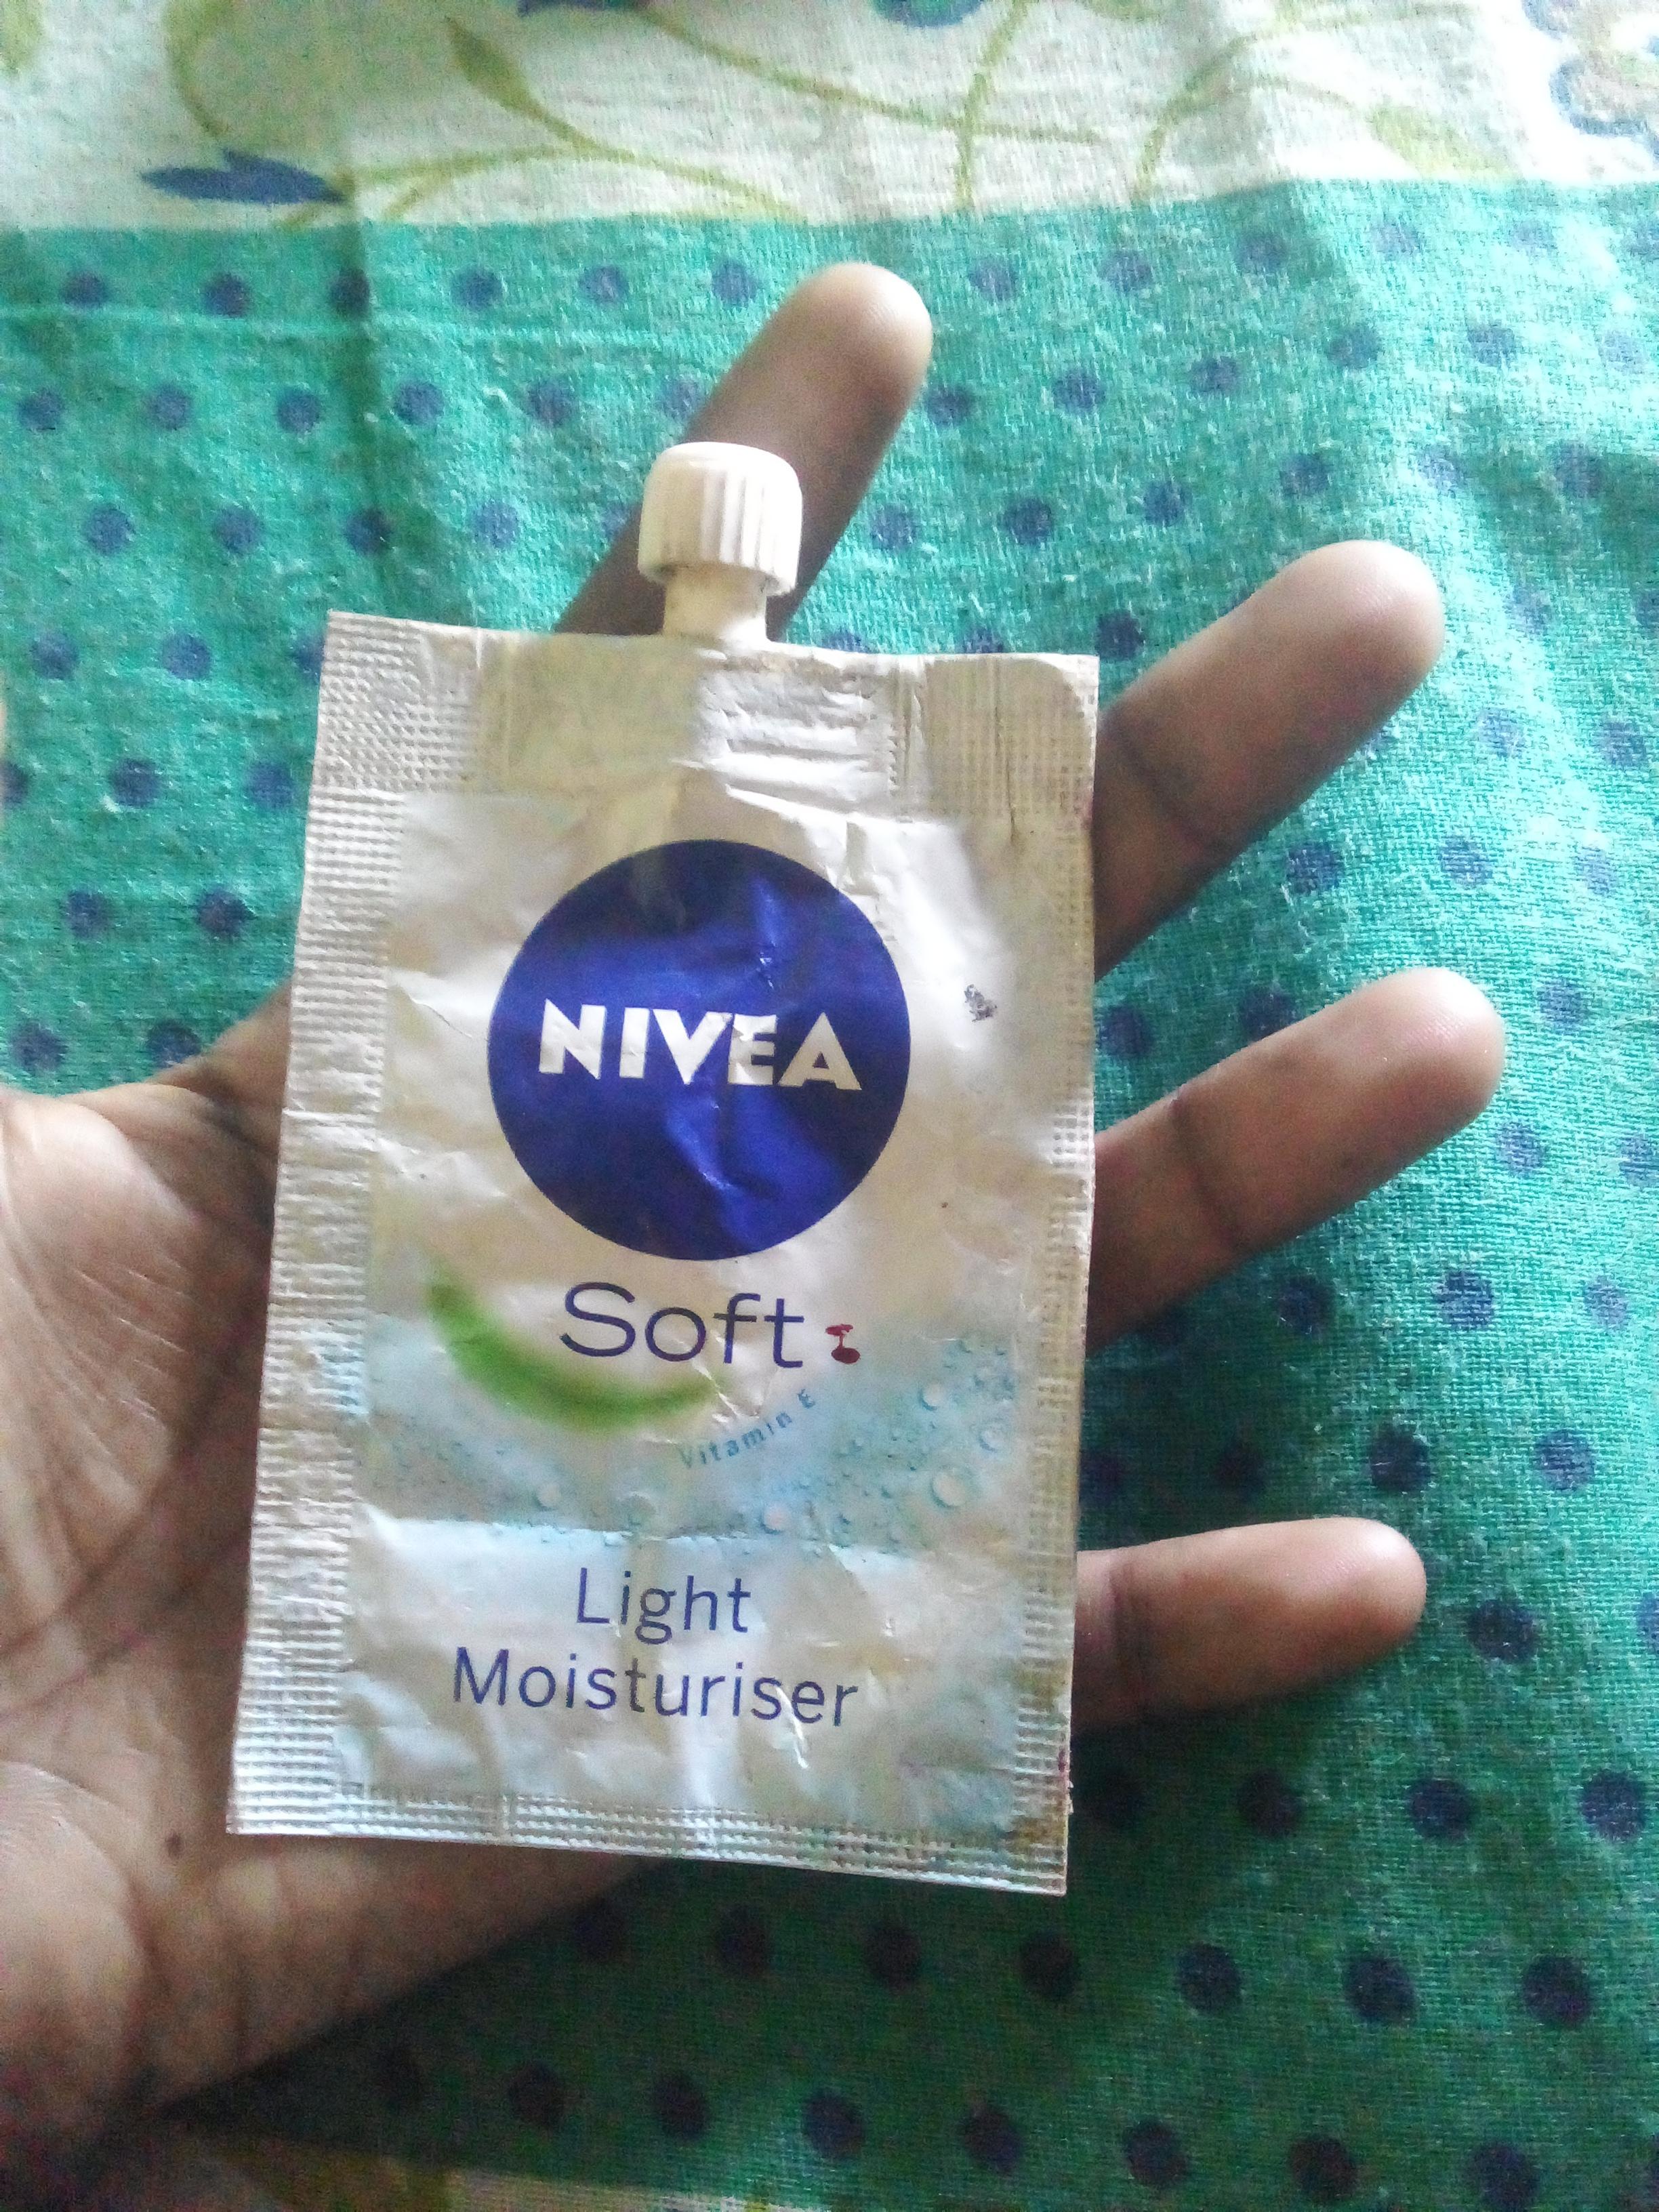 NIVEA
Soft
Vitamin E
Light
Moisturiser